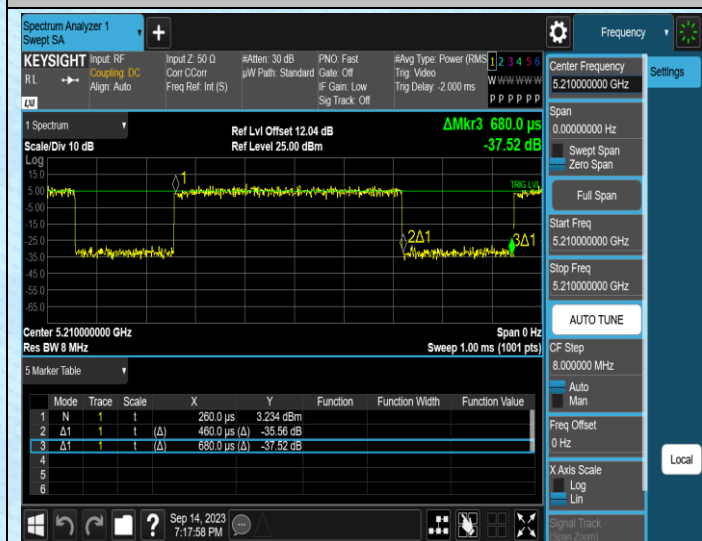 Spectrum Analyzer 1
Swept SA
Frequency
KEYSIGHT
RL
LXI
Input: RF
Coupling: DC
Align: Auto
Input Z: 50 Ω
Corr CCorr
Freq Ref: Int (S)
#Atten: 30 dB
µW Path: Standard
PNO: Fast
Gate: Off
IF Gain: Low
Sig Track: Off
#Avg Type: Power (RMS
Trig: Video
Trig Delay: -2.000 ms
1 2 3 4 5 6
W W W W W W
P P P P P P
1 Spectrum
Scale/Div 10 dB
Ref Lvl Offset 12.04 dB
Ref Level 25.00 dBm
ΔMkr3 680.0 µs
-37.52 dB
Log
15.0
5.00
-5.00
-15.0
-25.0
-35.0
-45.0
-55.0
-65.0
1
TRIG LVL
2Δ1
3Δ1
Center 5.210000000 GHz
Span 0 Hz
Res BW 8 MHz
Sweep 1.00 ms (1001 pts)
5 Marker Table
Mode Trace Scale X Y Function Function Width Function Value
1 N 1 t 260.0 µs 3.234 dBm
2 Δ1 1 t (Δ) 460.0 µs (Δ) -35.56 dB
3 Δ1 1 t (Δ) 680.0 µs (Δ) -37.52 dB
4
5
6
Sep 14, 2023
7:17:58 PM
Center Frequency
5.210000000 GHz
Settings
Span
0.00000000 Hz
Swept Span
Zero Span
Full Span
Start Freq
5.210000000 GHz
Stop Freq
5.210000000 GHz
AUTO TUNE
CF Step
8.000000 MHz
Auto
Man
Freq Offset
0 Hz
X Axis Scale
Log
Lin
Local
Signal Track
(Span Zoom)